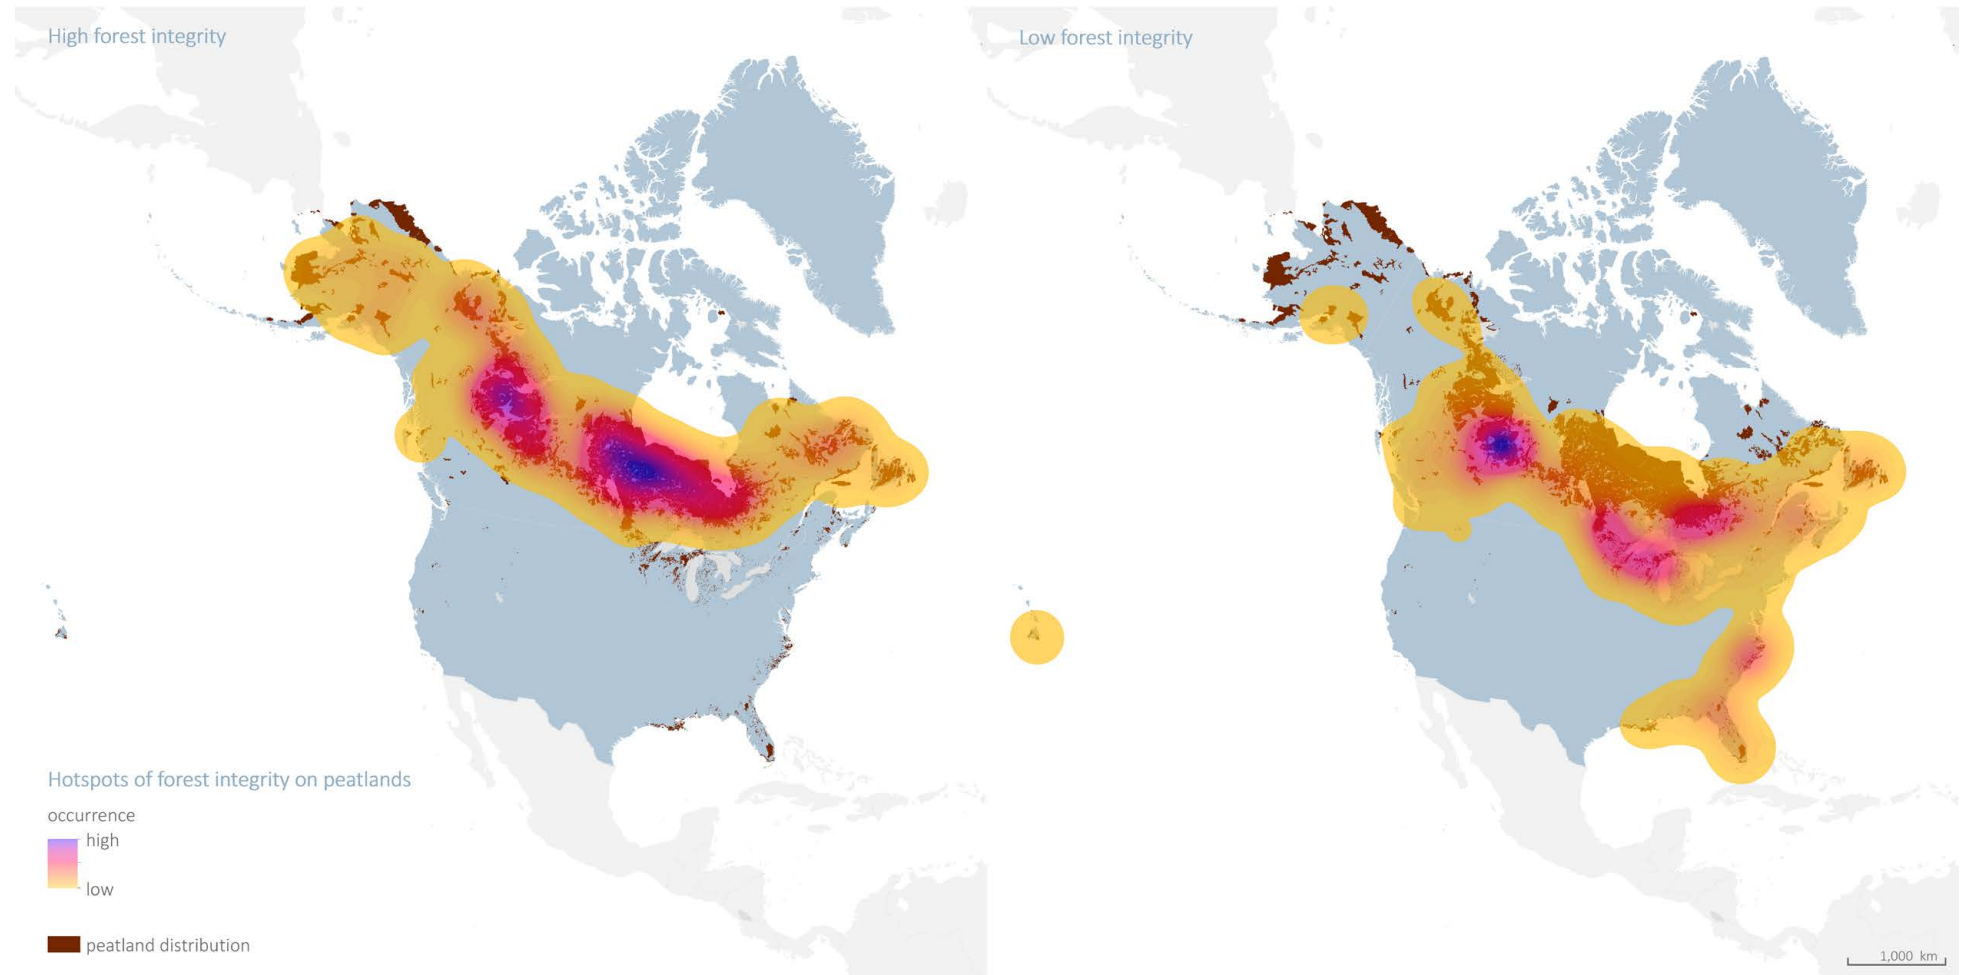 High forest integrity
Low forest integrity
Hotspots of forest integrity on peatlands
occurrence
high
low
peatland distribution
1,000 km